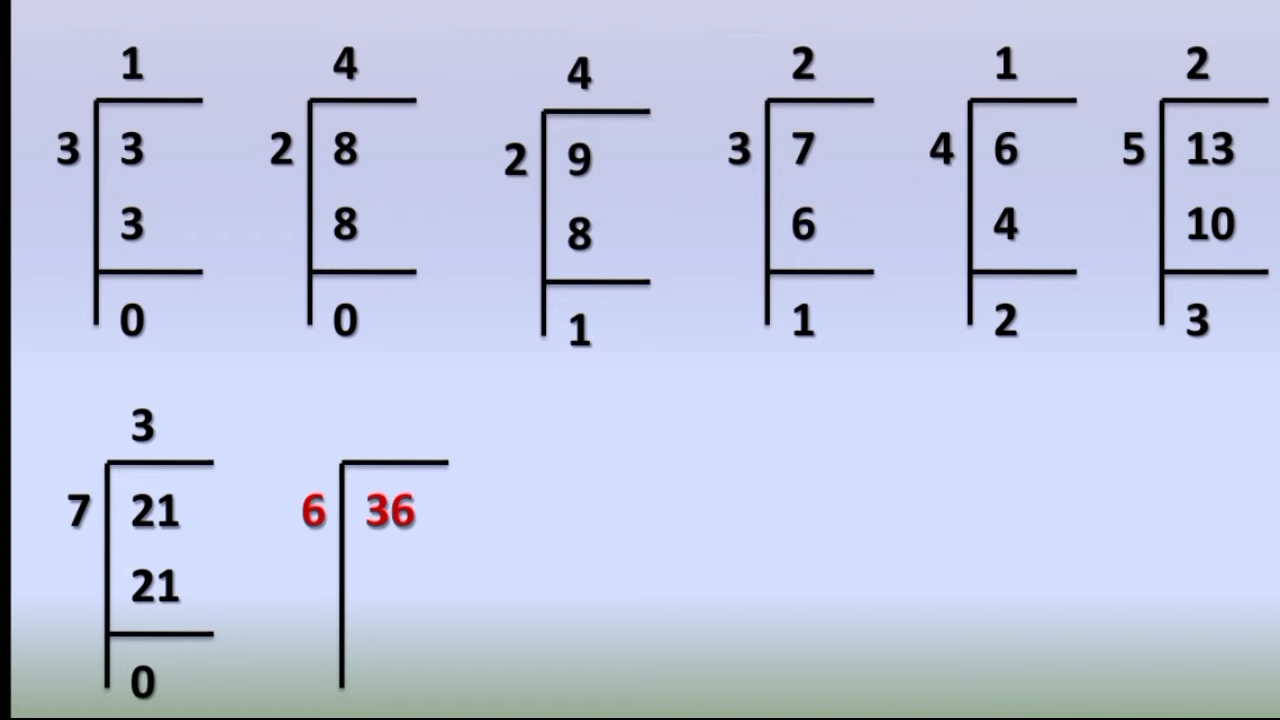 1 4 4 2 1 2
3 3 2 8 2 9 3 7 4 6 5 13
3 8 8 6 4 10
0 0 1 1 2 3
3
7 21 6 36
21
0